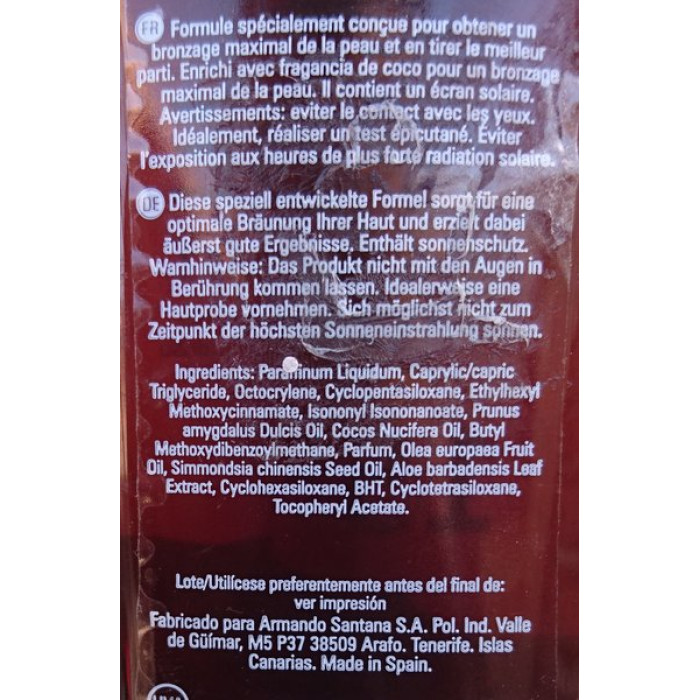 FR Formule spécialement conçue pour obtener un
bronzage maximal de la peau et en tirer le meilleur
parti. Enrichi avec fragancia de coco pour un bronzage
maximal de la peau. Il contient un écran solaire.
Avertissements: eviter le contact avec les yeux.
Idéalement, réaliser un test épicutané. Éviter
l'exposition aux heures de plus forte radiation solaire.
DE Diese speziell entwickelte Formel sorgt für eine
optimale Bräunung Ihrer Haut und erzielt dabei
äußerst gute Ergebnisse. Enthält sonnenschutz.
Warnhinweise: Das Produkt nicht mit den Augen in
Berührung kommen lassen. Idealerweise eine
Hautprobe vornehmen. Sich möglichst nicht zum
Zeitpunkt der höchsten Sonneneinstrahlung sonnen.
Ingredients: Paraffinum Liquidum, Caprylic/capric
Triglyceride, Octocrylene, Cyclopentasiloxane, Ethylhexyl
Methoxycinnamate, Isononyl Isononanoate, Prunus
amygdalus Dulcis Oil, Cocos Nucifera Oil, Butyl
Methoxydibenzoylmethane, Parfum, Olea europaea Fruit
Oil, Simmondsia chinensis Seed Oil, Aloe barbadensis Leaf
Extract, Cyclohexasiloxane, BHT, Cyclotetrasiloxane,
Tocopheryl Acetate.
Lote/Utilícese preferentemente antes del final de:
ver impresión
Fabricado para Armando Santana S.A. Pol. Ind. Valle
de Güímar, M5 P37 38509 Arafo. Tenerife. Islas
Canarias. Made in Spain.